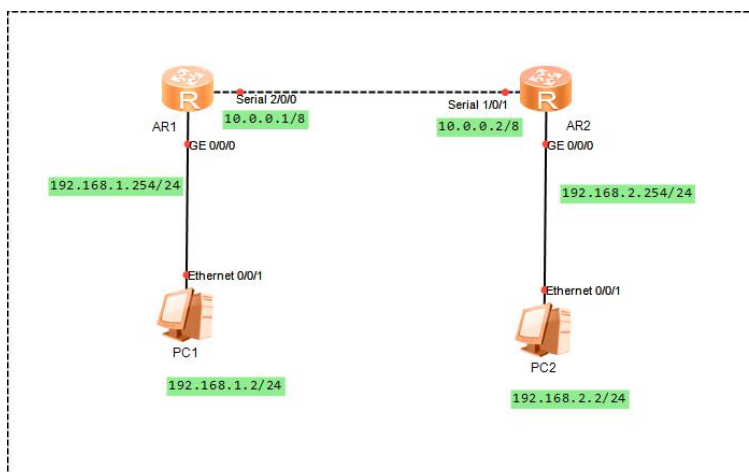 R
R
AR1
Serial 2/0/0
Serial 1/0/1
AR2
10.0.0.1/8
10.0.0.2/8
GE 0/0/0
GE 0/0/0
192.168.1.254/24
192.168.2.254/24
Ethernet 0/0/1
Ethernet 0/0/1
PC1
PC2
192.168.1.2/24
192.168.2.2/24